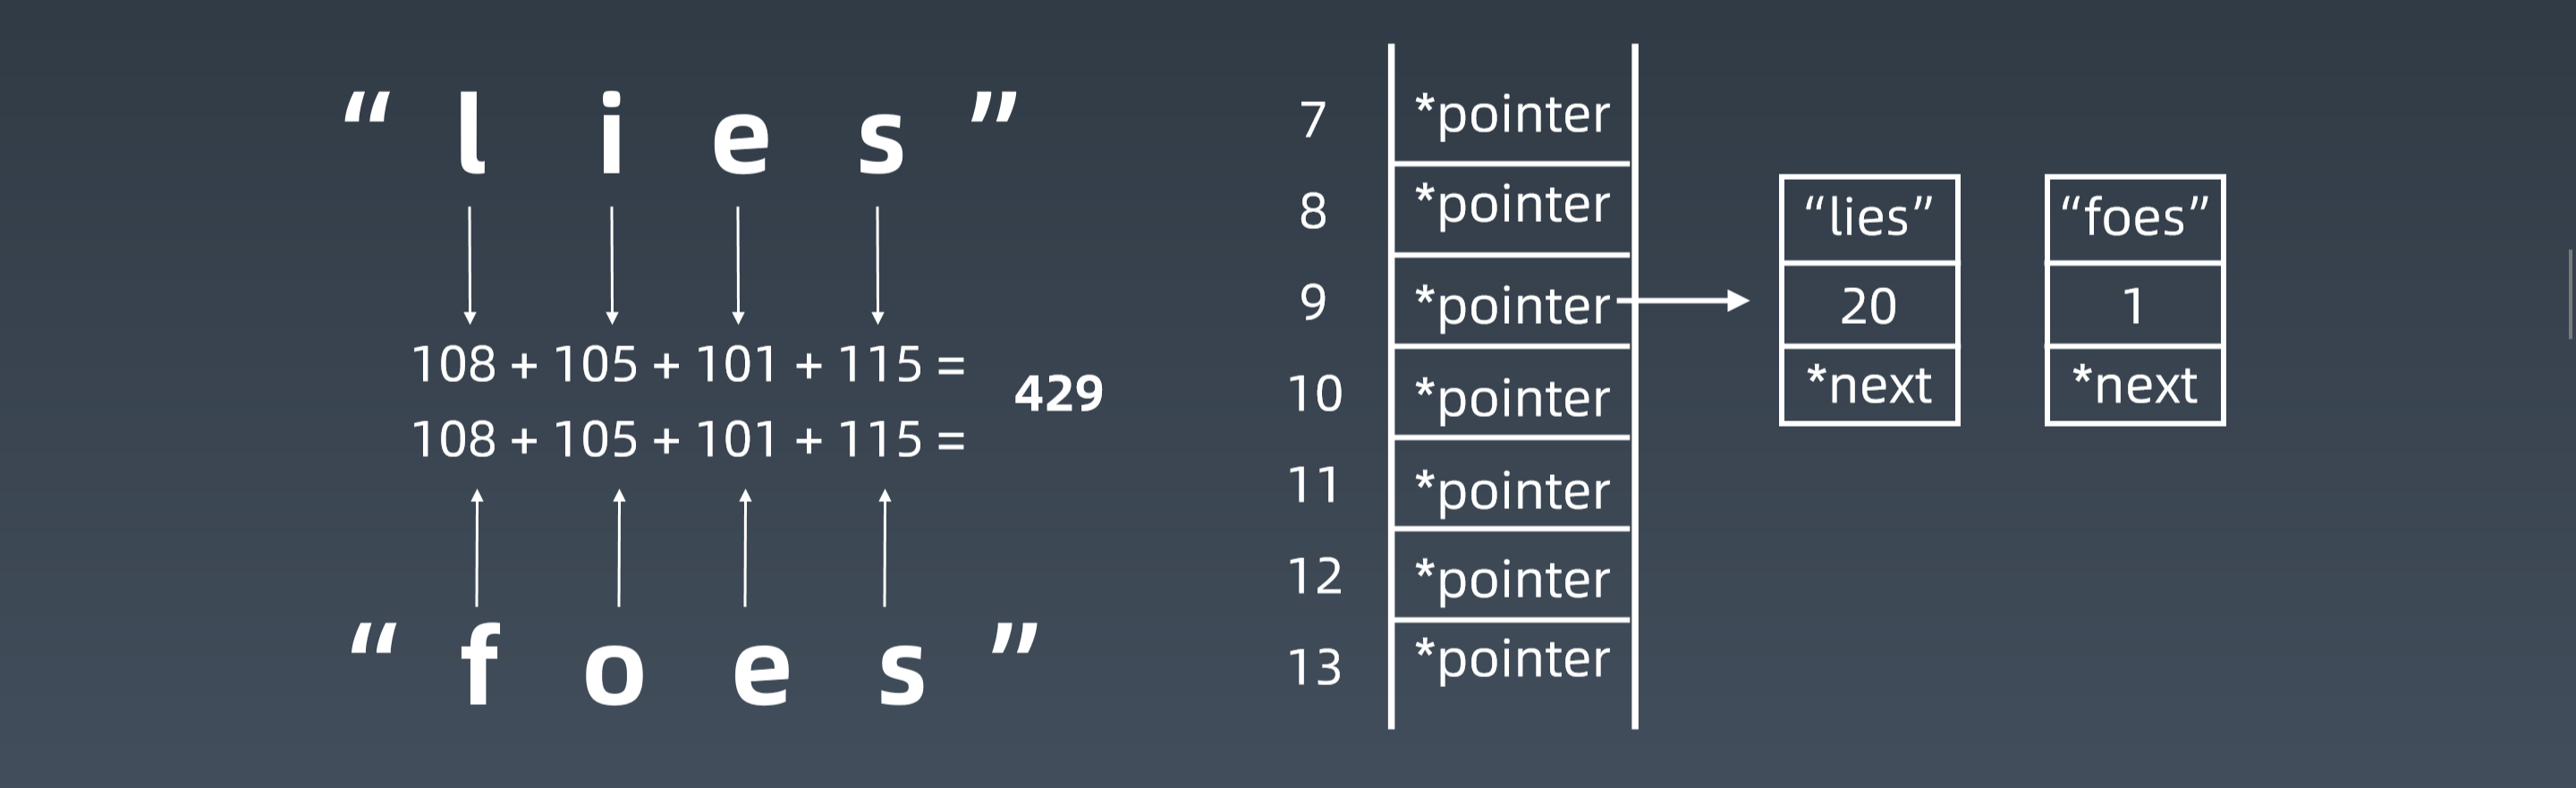 “ l i e s ”
108 + 105 + 101 + 115 =
429
108 + 105 + 101 + 115 =
“ f o e s ”
7 *pointer
8 *pointer
9 *pointer
10 *pointer
11 *pointer
12 *pointer
13 *pointer
“lies”
20
*next
“foes”
1
*next